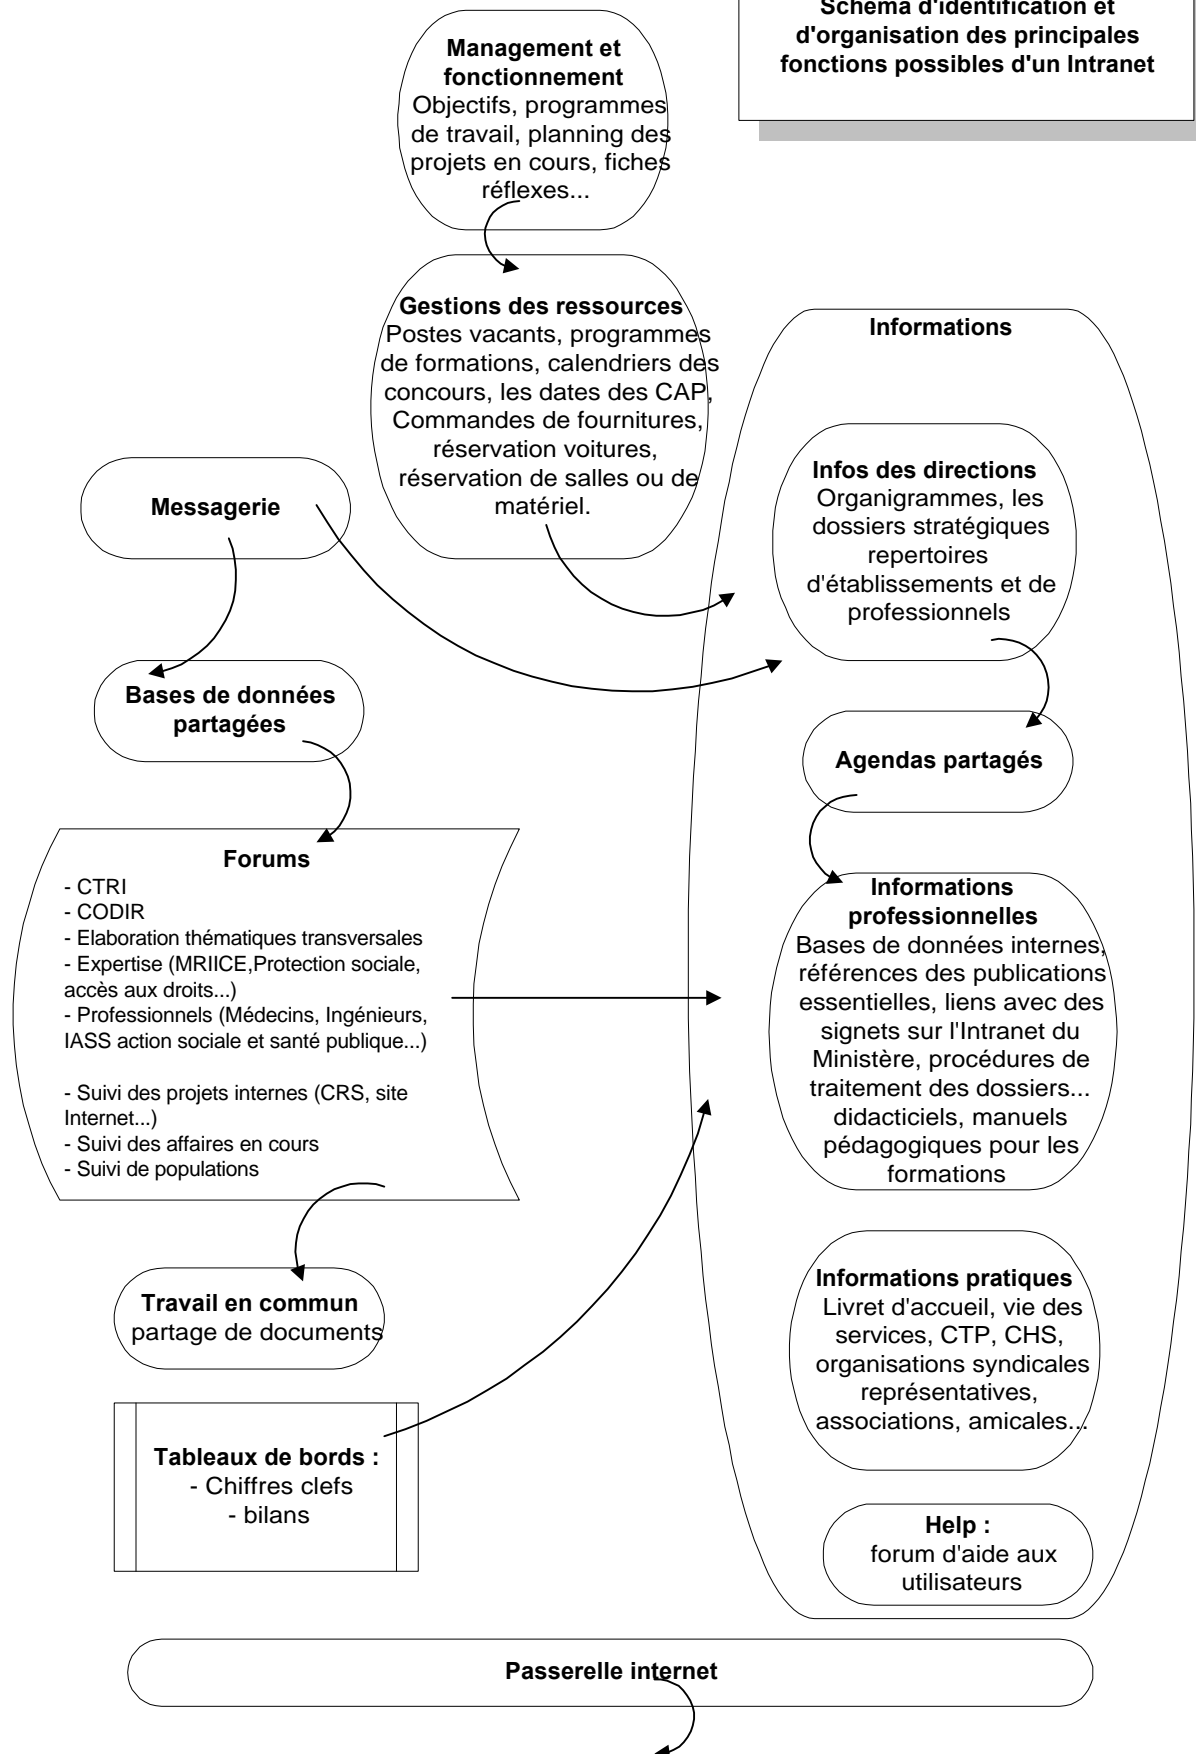 Schéma d'identification et
d'organisation des principales
fonctions possibles d'un Intranet
Management et
fonctionnement
Objectifs, programmes
de travail, planning des
projets en cours, fiches
réflexes...
Gestions des ressources
Postes vacants, programmes
de formations, calendriers des
concours, les dates des CAP,
Commandes de fournitures,
réservation voitures,
réservation de salles ou de
matériel.
Messagerie
Bases de données
partagées
Forums
- CTRI
- CODIR
- Elaboration thématiques transversales
- Expertise (MRIICE,Protection sociale,
accès aux droits...)
- Professionnels (Médecins, Ingénieurs,
IASS action sociale et santé publique...)
- Suivi des projets internes (CRS, site
Internet...)
- Suivi des affaires en cours
- Suivi de populations
Travail en commun
partage de documents
Tableaux de bords :
- Chiffres clefs
- bilans
Informations
Infos des directions
Organigrammes, les
dossiers stratégiques
repertoires
d'établissements et de
professionnels
Agendas partagés
Informations
professionnelles
Bases de données internes,
références des publications
essentielles, liens avec des
signets sur l'Intranet du
Ministère, procédures de
traitement des dossiers...
didacticiels, manuels
pédagogiques pour les
formations
Informations pratiques
Livret d'accueil, vie des
services, CTP, CHS,
organisations syndicales
représentatives,
associations, amicales...
Help :
forum d'aide aux
utilisateurs
Passerelle internet